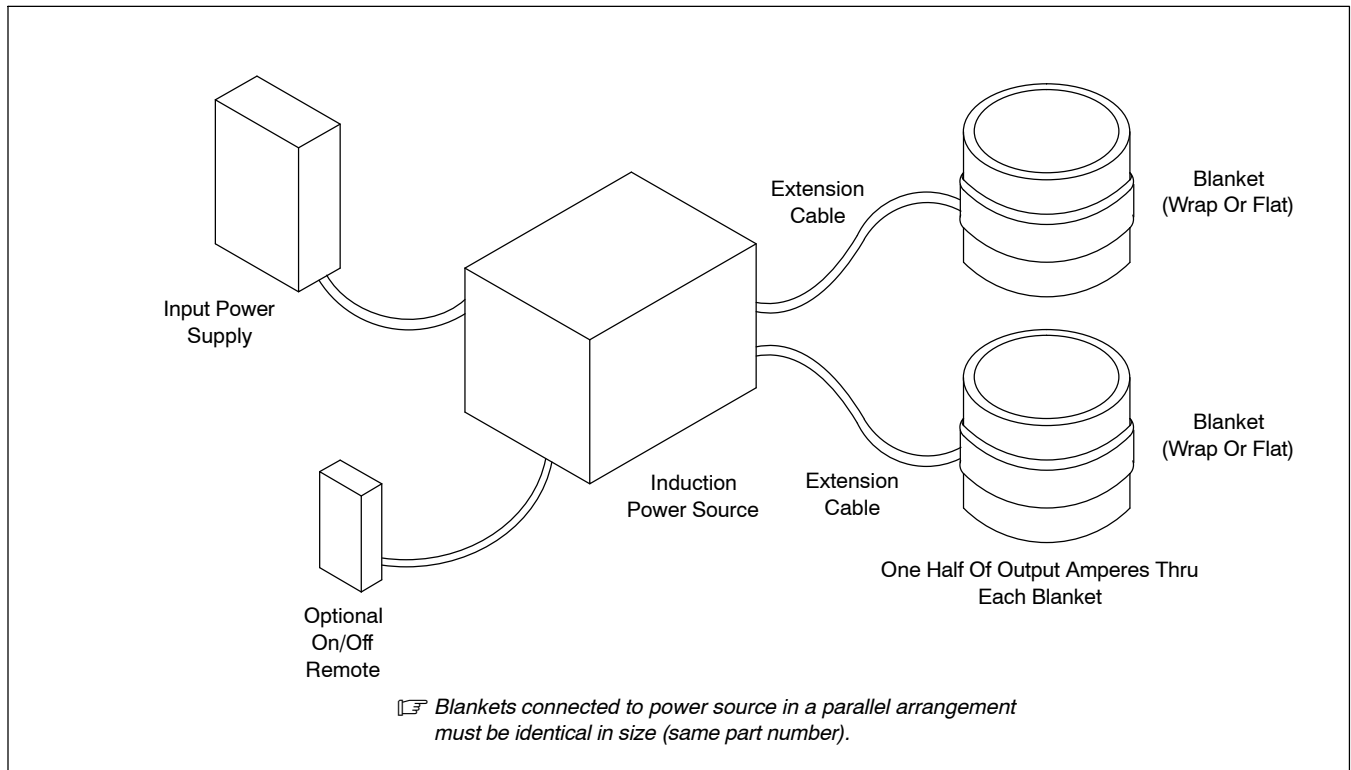 Extension
Cable
Blanket
(Wrap Or Flat)
Input Power
Supply
Blanket
(Wrap Or Flat)
Induction
Power Source
Extension
Cable
One Half Of Output Amperes Thru
Each Blanket
Optional
On/Off
Remote
Blankets connected to power source in a parallel arrangement
must be identical in size (same part number).